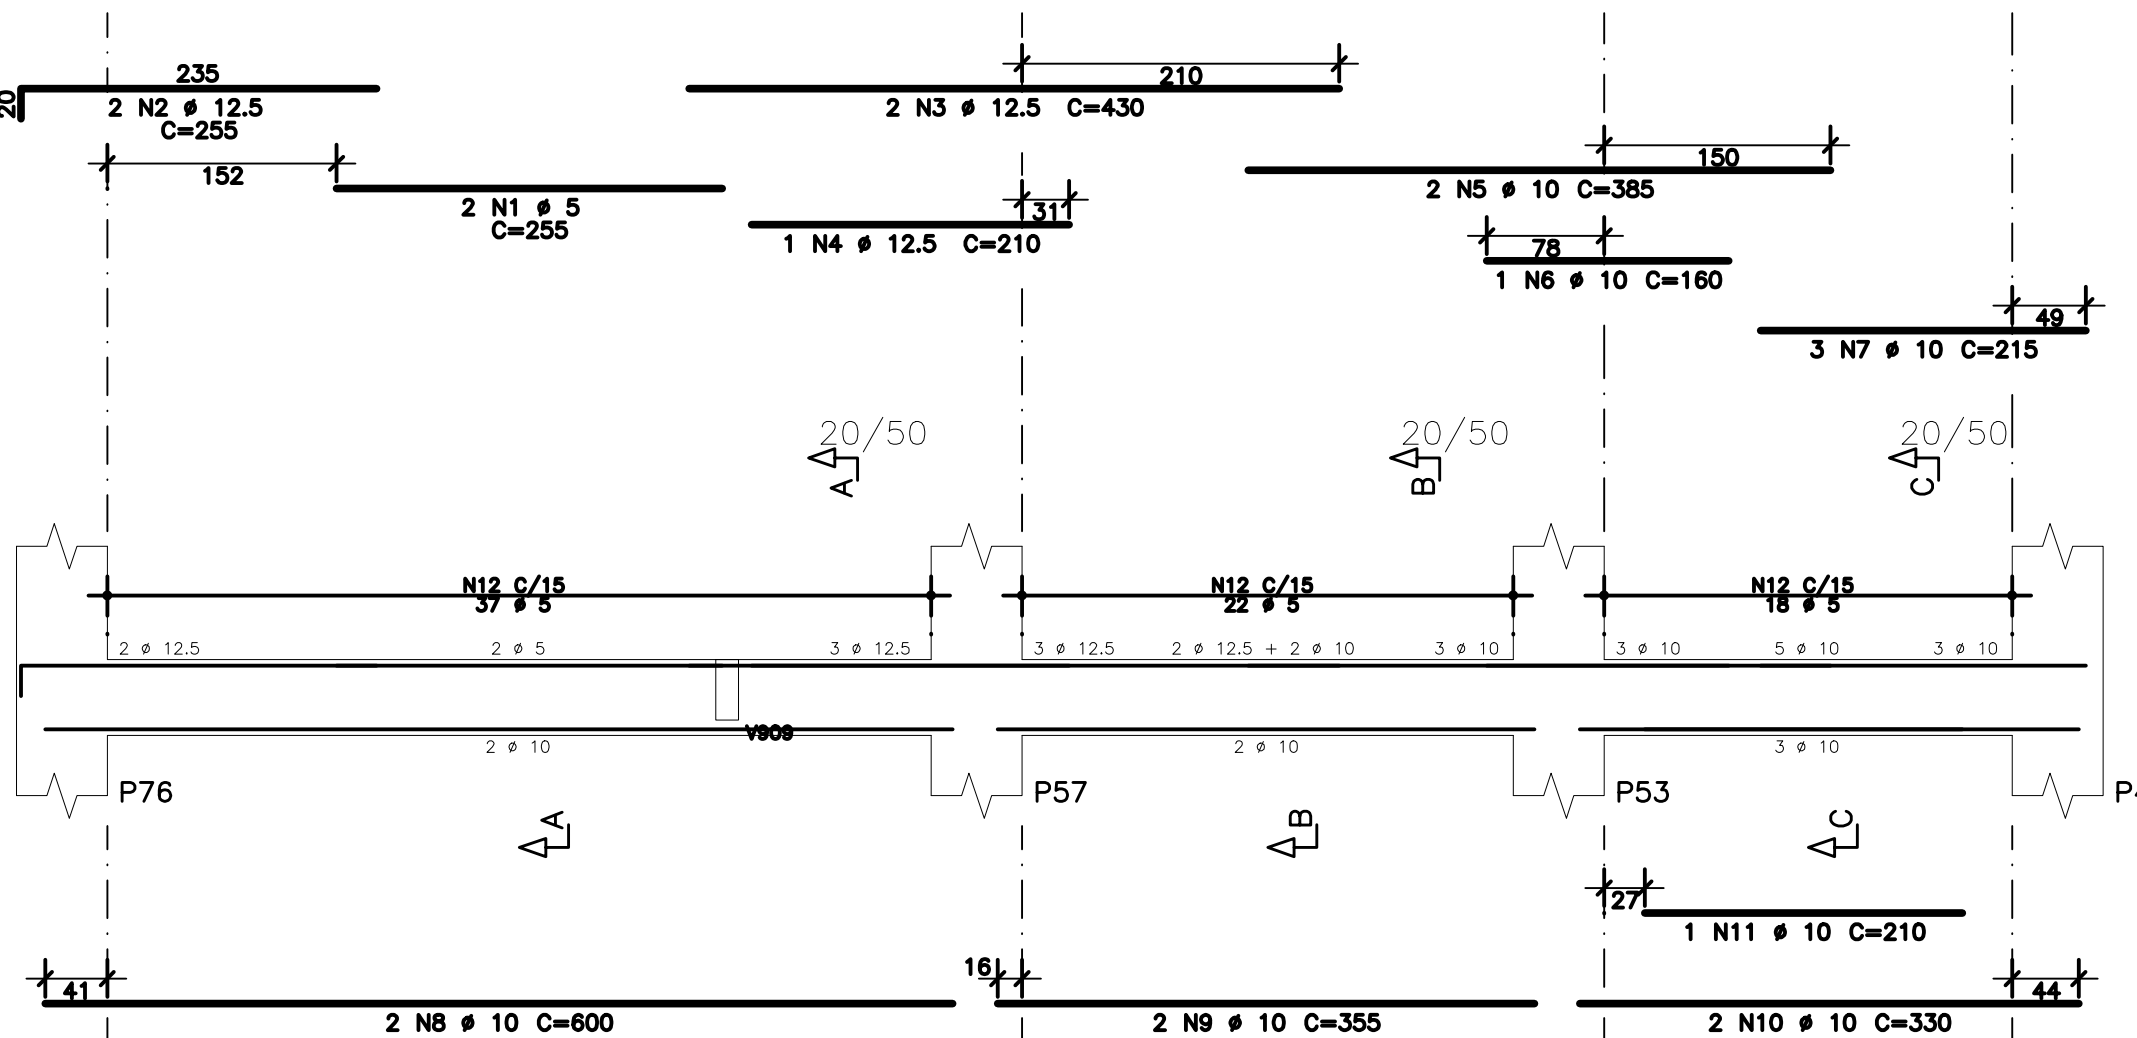 235
20
2 N2 ø 12.5
C=255
152
2 N1 ø 5
C=255
210
2 N3 ø 12.5 C=430
31
1 N4 ø 12.5 C=210
150
2 N5 ø 10 C=385
78
1 N6 ø 10 C=160
49
3 N7 ø 10 C=215
20/50
20/50
20/50
A
B
C
N12 C/15
37 ø 5
N12 C/15
22 ø 5
N12 C/15
18 ø 5
2 ø 12.5
2 ø 5
3 ø 12.5
3 ø 12.5
2 ø 12.5 + 2 ø 10
3 ø 10
3 ø 10
5 ø 10
3 ø 10
V909
2 ø 10
2 ø 10
3 ø 10
P76
P57
P53
A
B
C
27
1 N11 ø 10 C=210
41
2 N8 ø 10 C=600
16
2 N9 ø 10 C=355
44
2 N10 ø 10 C=330